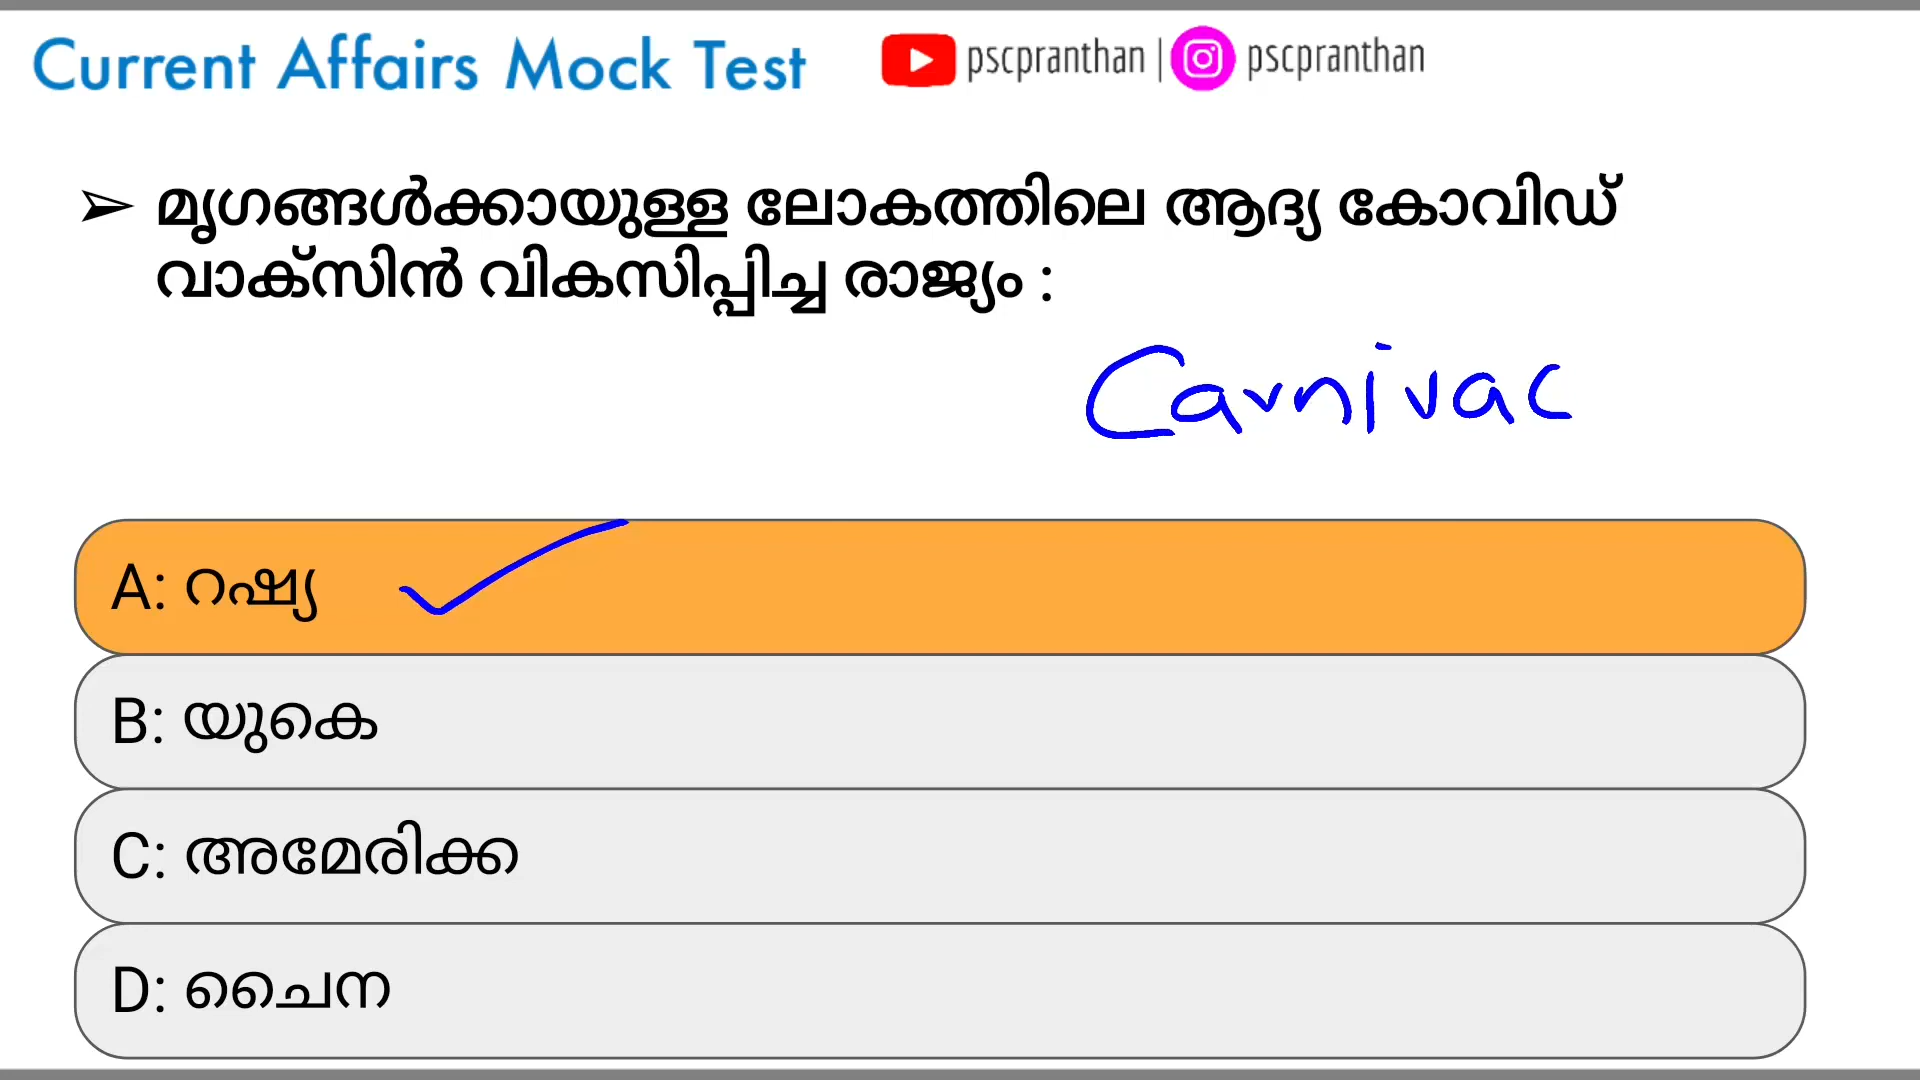 Current Affairs Mock Test
pscpranthan | pscpranthan
➢ മൃഗങ്ങൾക്കായുള്ള ലോകത്തിലെ ആദ്യ കോവിഡ്
വാക്സിൻ വികസിപ്പിച്ച രാജ്യം :
Carnivac
A: റഷ്യ
B: യുകെ
C: അമേരിക്ക
D: ചൈന